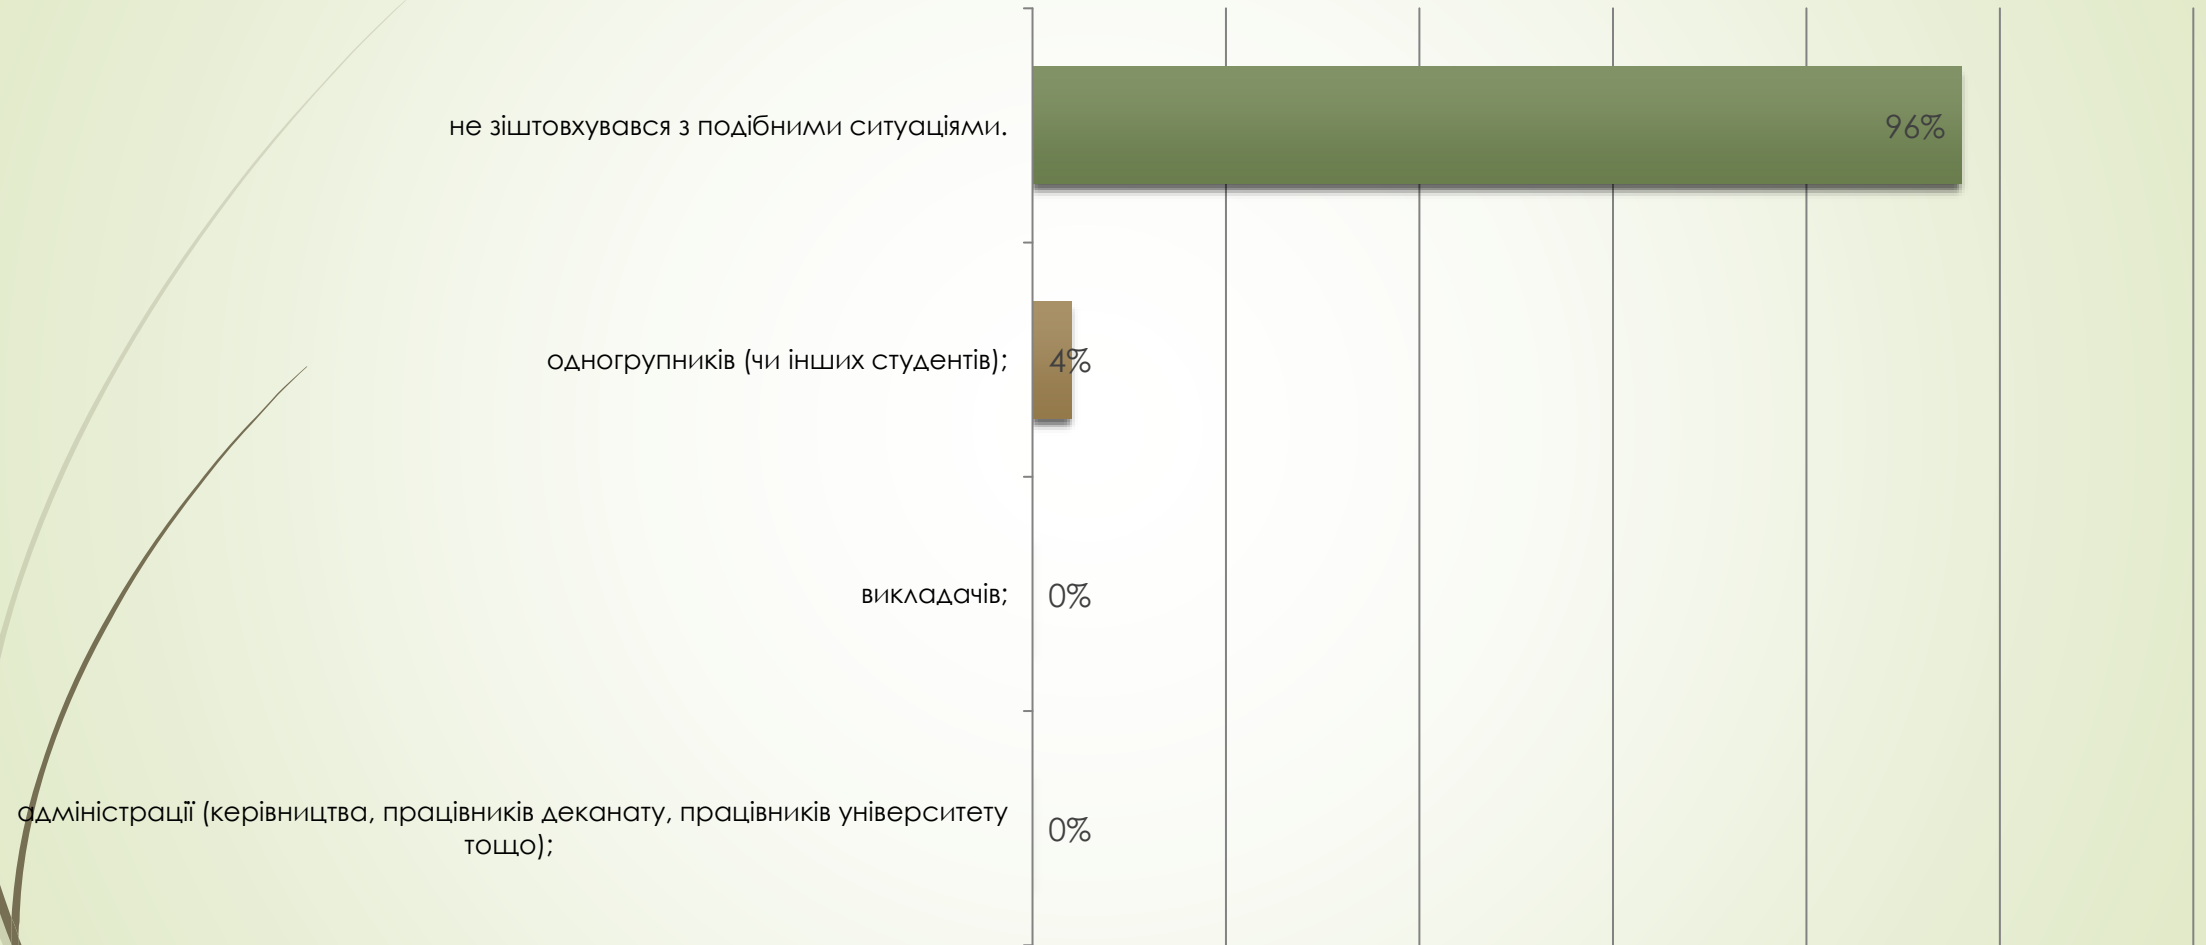 не зіштовхувався з подібними ситуаціями.
96%
одногрупників (чи інших студентів);
4%
викладачів;
0%
адміністрації (керівництва, працівників деканату, працівників університету
тощо);
0%